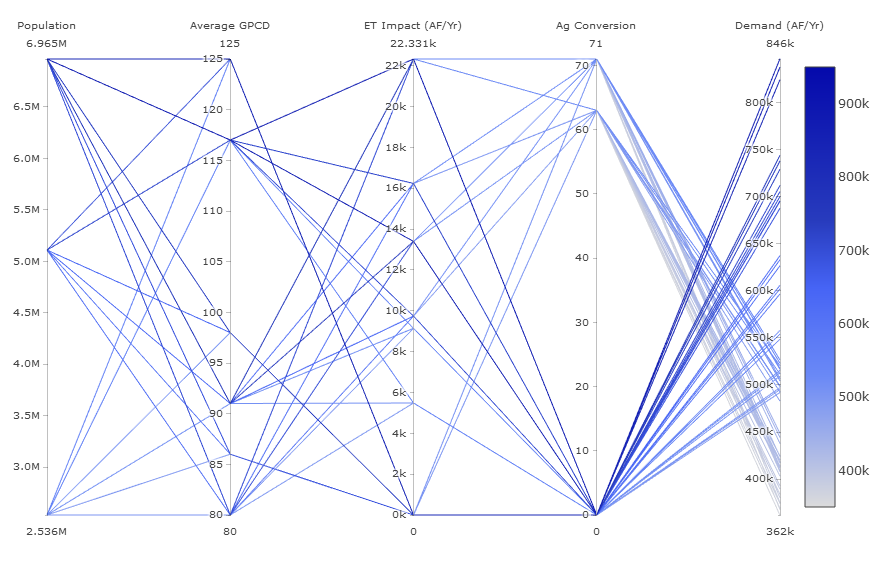 Population
6.965M
6.5M
6.0M
5.5M
5.0M
4.5M
4.0M
3.5M
3.0M
2.536M
Average GPCD
125
125
120
115
110
105
100
95
90
85
80
80
ET Impact (AF/Yr)
22.331k
22k
20k
18k
16k
14k
12k
10k
8k
6k
4k
2k
0k
0
Ag Conversion
71
70
60
50
40
30
20
10
0
0
Demand (AF/Yr)
846k
800k
750k
700k
650k
600k
550k
500k
450k
400k
362k
900k
800k
700k
600k
500k
400k